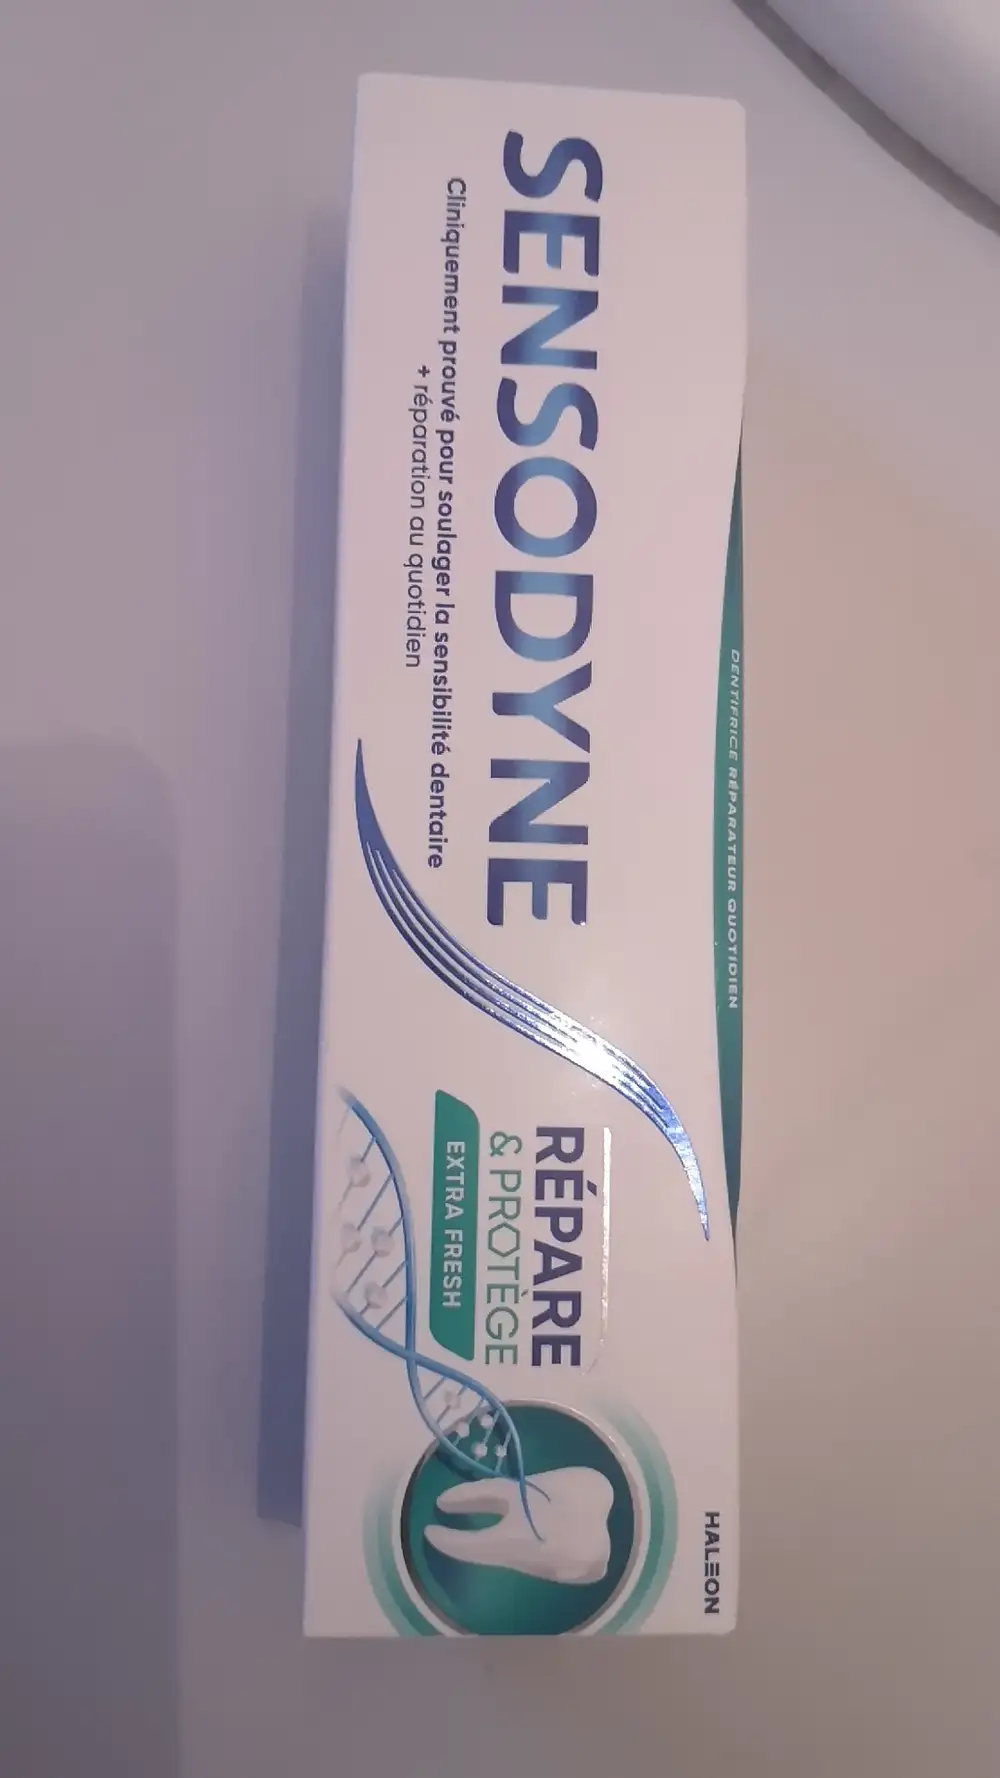 DENTIFRICE RÉPARATEUR QUOTIDIEN
SENSODYNE
Cliniquement prouvé pour soulager la sensibilité dentaire
+ réparation au quotidien
HALEON
RÉPARE
& PROTÈGE
EXTRA FRESH